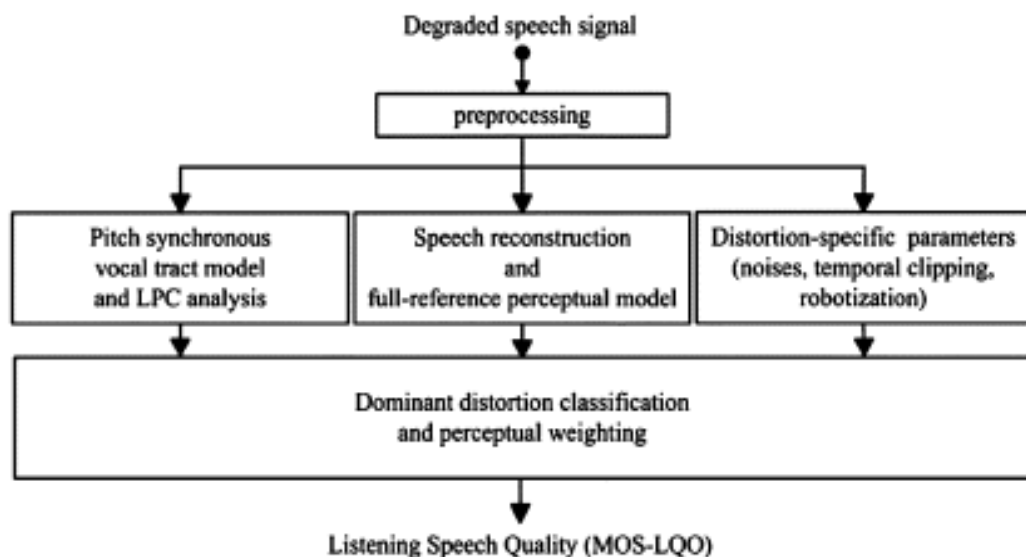 Degraded speech signal
preprocessing
Pitch synchronous
vocal tract model
and LPC analysis
Speech reconstruction
and
full-reference perceptual model
Distortion-specific parameters
(noises, temporal clipping,
robotization)
Dominant distortion classification
and perceptual weighting
Listening Speech Quality (MOS-LQO)